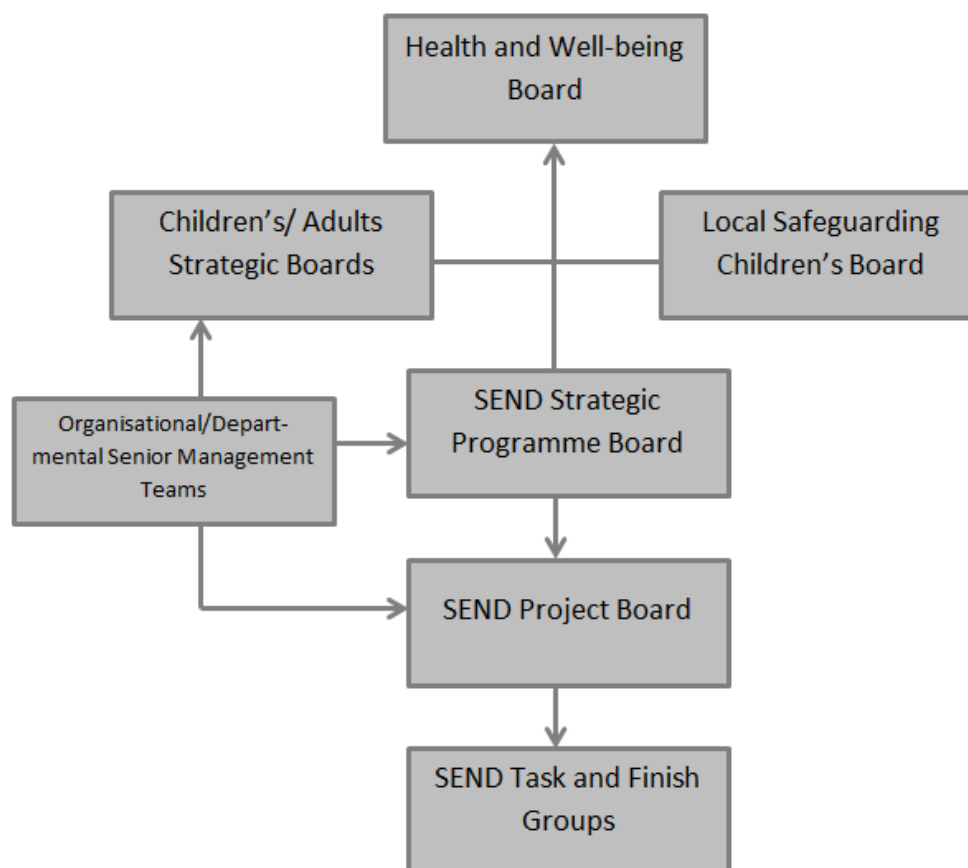 Health and Well-being
Board
Children’s/ Adults
Strategic Boards
Local Safeguarding
Children’s Board
SEND Strategic
Programme Board
Organisational/Depart-
mental Senior Management
Teams
SEND Project Board
SEND Task and Finish
Groups